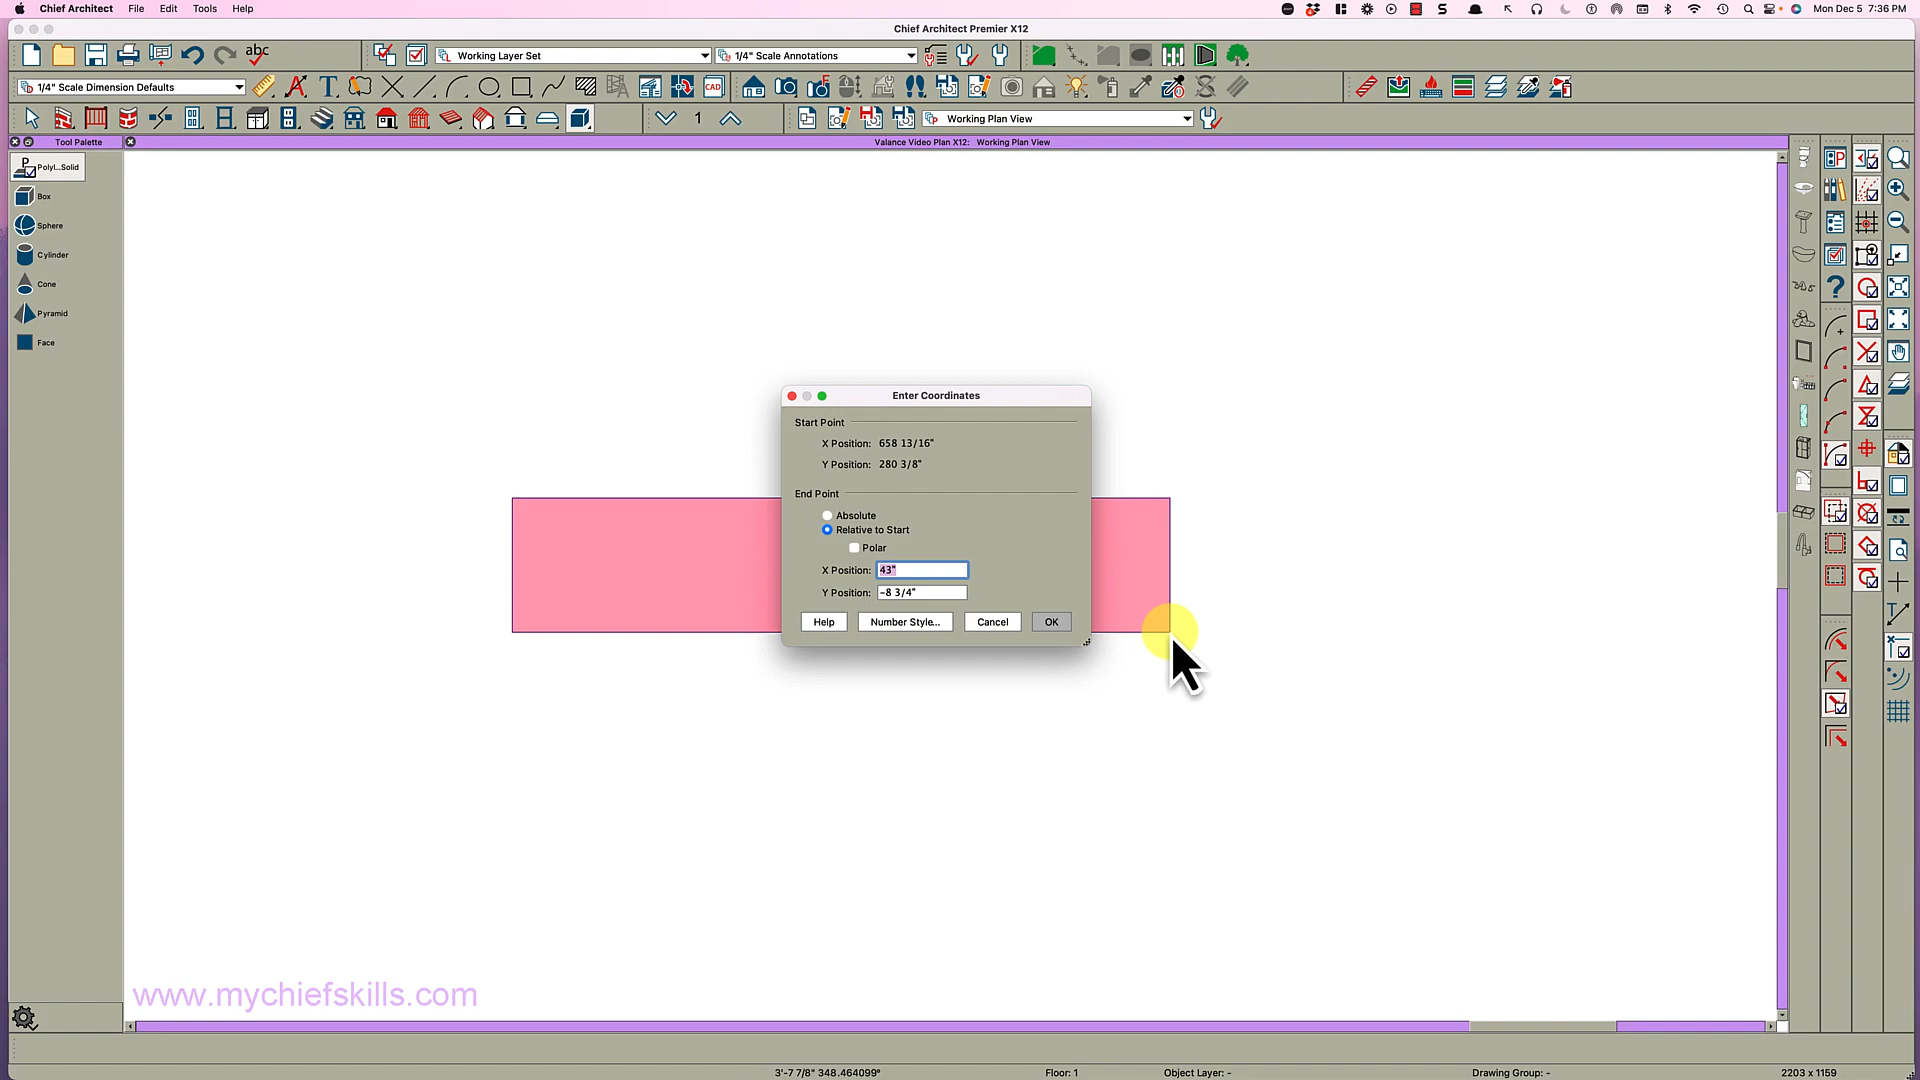 Chief Architect File Edit Tools Help
Mon Dec 5 7:36 PM
Chief Architect Premier X12
abc
Working Layer Set
1/4" Scale Annotations
1/4" Scale Dimension Defaults
CAD
1
Working Plan View
Tool Palette
Valance Video Plan X12: Working Plan View
Polyl...Solid
Box
Sphere
Cylinder
Cone
Pyramid
Face
Enter Coordinates
Start Point
X Position: 658 13/16"
Y Position: 280 3/8"
End Point
Absolute
Relative to Start
Polar
X Position: 43"
Y Position: -8 3/4"
Help Number Style... Cancel OK
www.mychiefskills.com
3'-7 7/8" 348.464099° Floor: 1 Object Layer: - Drawing Group: - 2203 x 1159